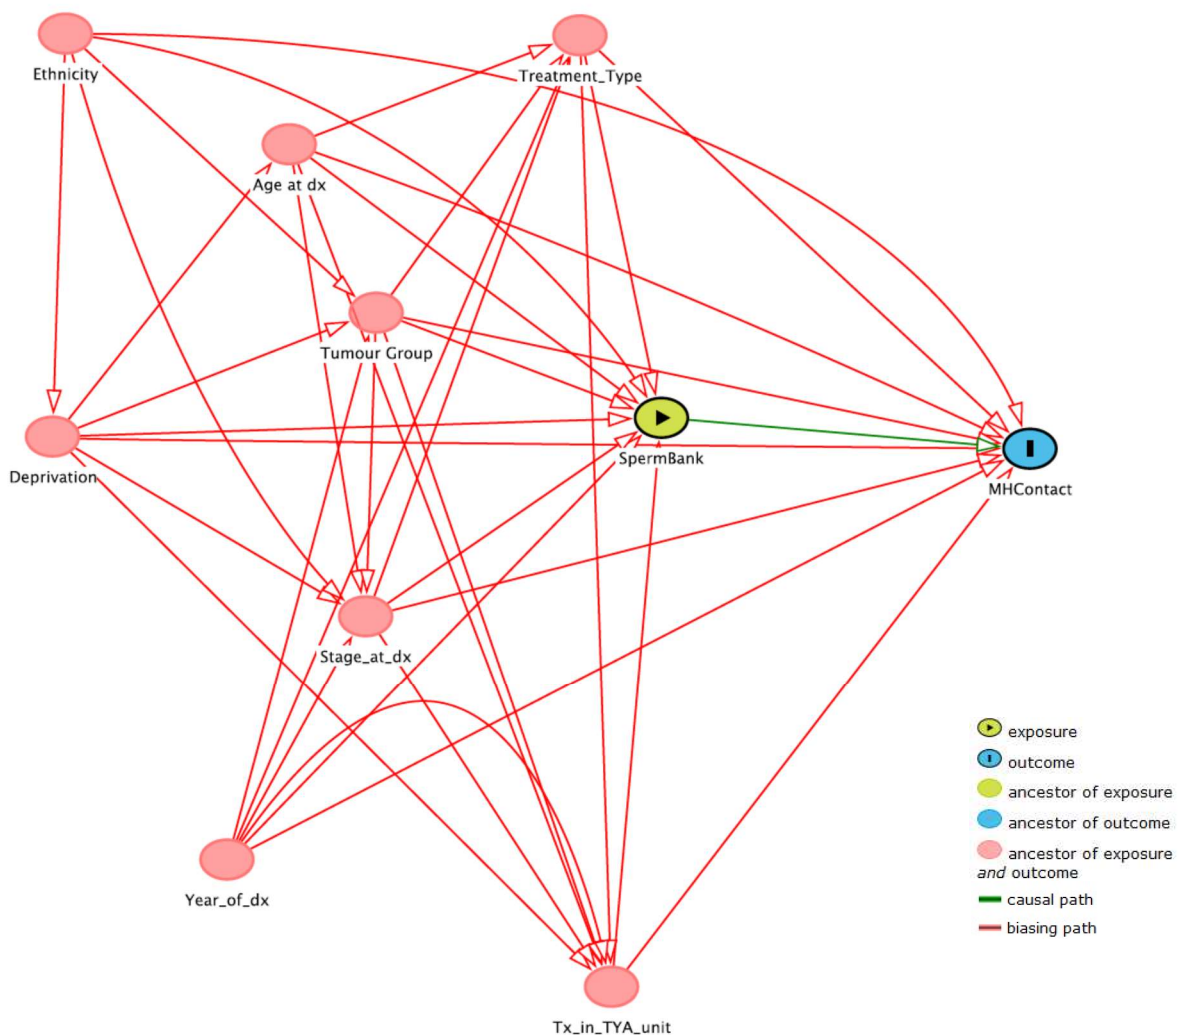 Ethnicity
Treatment_Type
Age at dx
Tumour Group
SpermBank
MHContact
Deprivation
Stage_at_dx
Year_of_dx
Tx_in_TYA_unit
exposure
outcome
ancestor of exposure
ancestor of outcome
ancestor of exposure
and outcome
causal path
biasing path